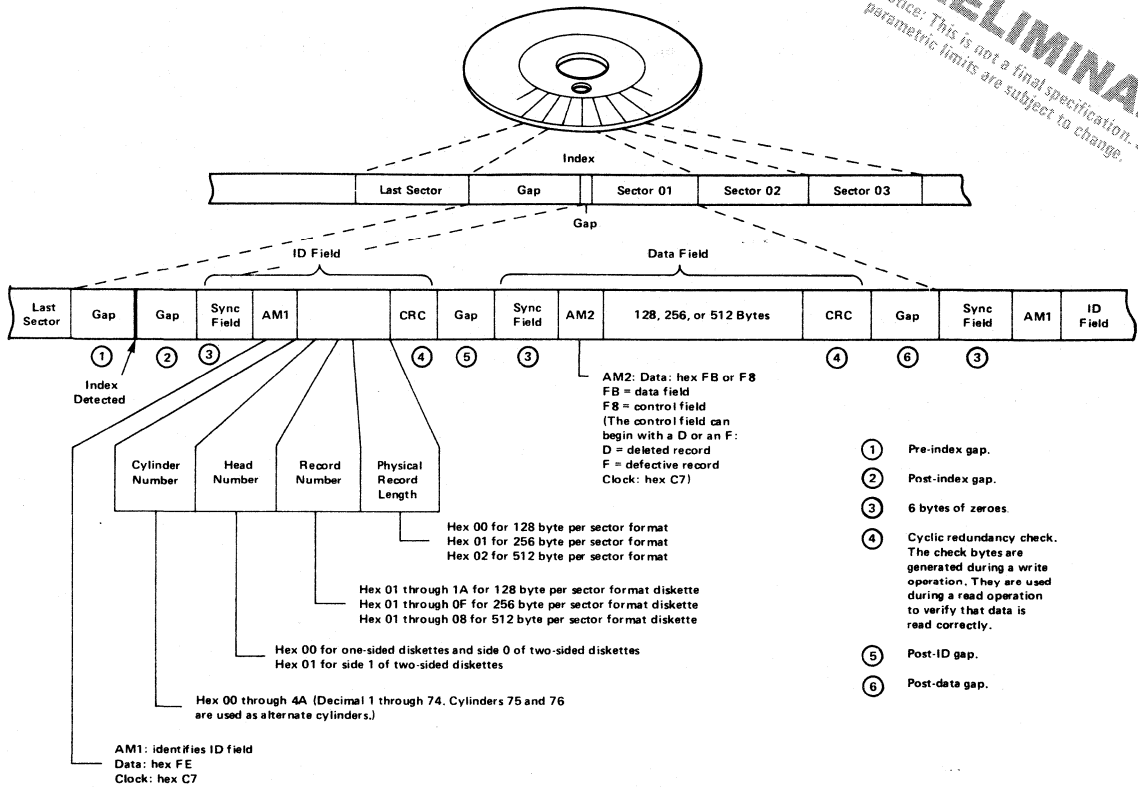 PRELIMINA
This is not a final specification.
parametric limits are subject to change.
Index
Last Sector Gap Sector 01 Sector 02 Sector 03
Gap
ID Field Data Field
Last Sector Gap Gap Sync Field AM1 CRC Gap Sync Field AM2 128, 256, or 512 Bytes CRC Gap Sync Field AM1 ID Field
1 2 3 4 5 3 4 6 3
Index
Detected
AM2: Data: hex FB or F8
FB = data field
F8 = control field
(The control field can
begin with a D or an F:
D = deleted record
F = defective record
Clock: hex C7)
Cylinder Number Head Number Record Number Physical Record Length
Hex 00 for 128 byte per sector format
Hex 01 for 256 byte per sector format
Hex 02 for 512 byte per sector format
Hex 01 through 1A for 128 byte per sector format diskette
Hex 01 through 0F for 256 byte per sector format diskette
Hex 01 through 08 for 512 byte per sector format diskette
Hex 00 for one-sided diskettes and side 0 of two-sided diskettes
Hex 01 for side 1 of two-sided diskettes
Hex 00 through 4A (Decimal 1 through 74. Cylinders 75 and 76
are used as alternate cylinders.)
AM1: identifies ID field
Data: hex FE
Clock: hex C7
1 Pre-index gap.
2 Post-index gap.
3 6 bytes of zeroes.
4 Cyclic redundancy check.
The check bytes are
generated during a write
operation. They are used
during a read operation
to verify that data is
read correctly.
5 Post-ID gap.
6 Post-data gap.